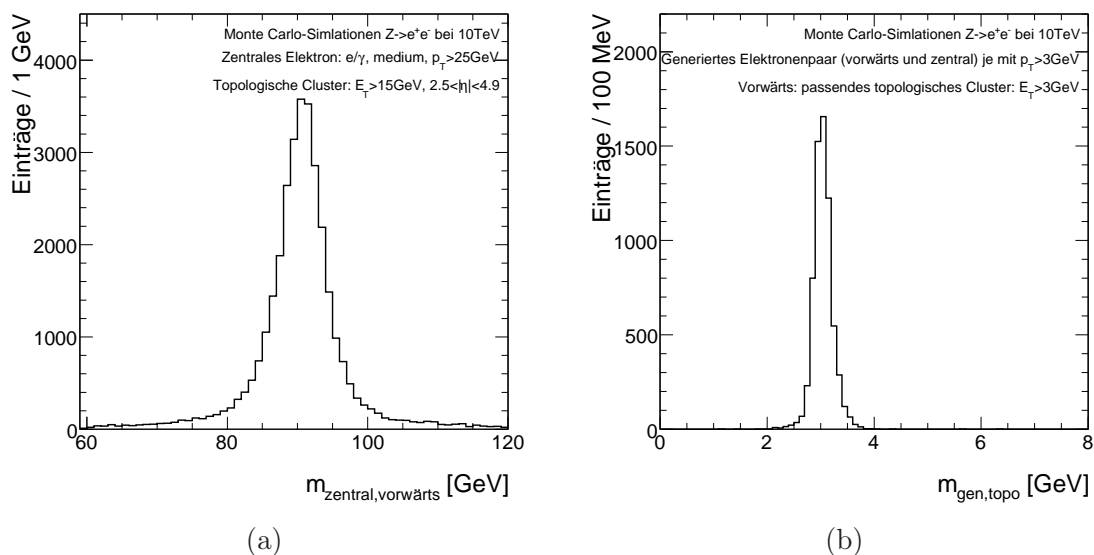 Einträge / 1 GeV
4000
3000
2000
1000
0
Monte Carlo-Simlationen Z->e⁺e⁻ bei 10TeV
Zentrales Elektron: e/γ, medium, p_T>25GeV
Topologische Cluster: E_T>15GeV, 2.5<|η|<4.9
60 80 100 120
m_zentral,vorwärts [GeV]
(a)
Einträge / 100 MeV
2000
1500
1000
500
0
Monte Carlo-Simlationen Z->e⁺e⁻ bei 10TeV
Generiertes Elektronenpaar (vorwärts und zentral) je mit p_T>3GeV
Vorwärts: passendes topologisches Cluster: E_T>3GeV
0 2 4 6 8
m_gen,topo [GeV]
(b)